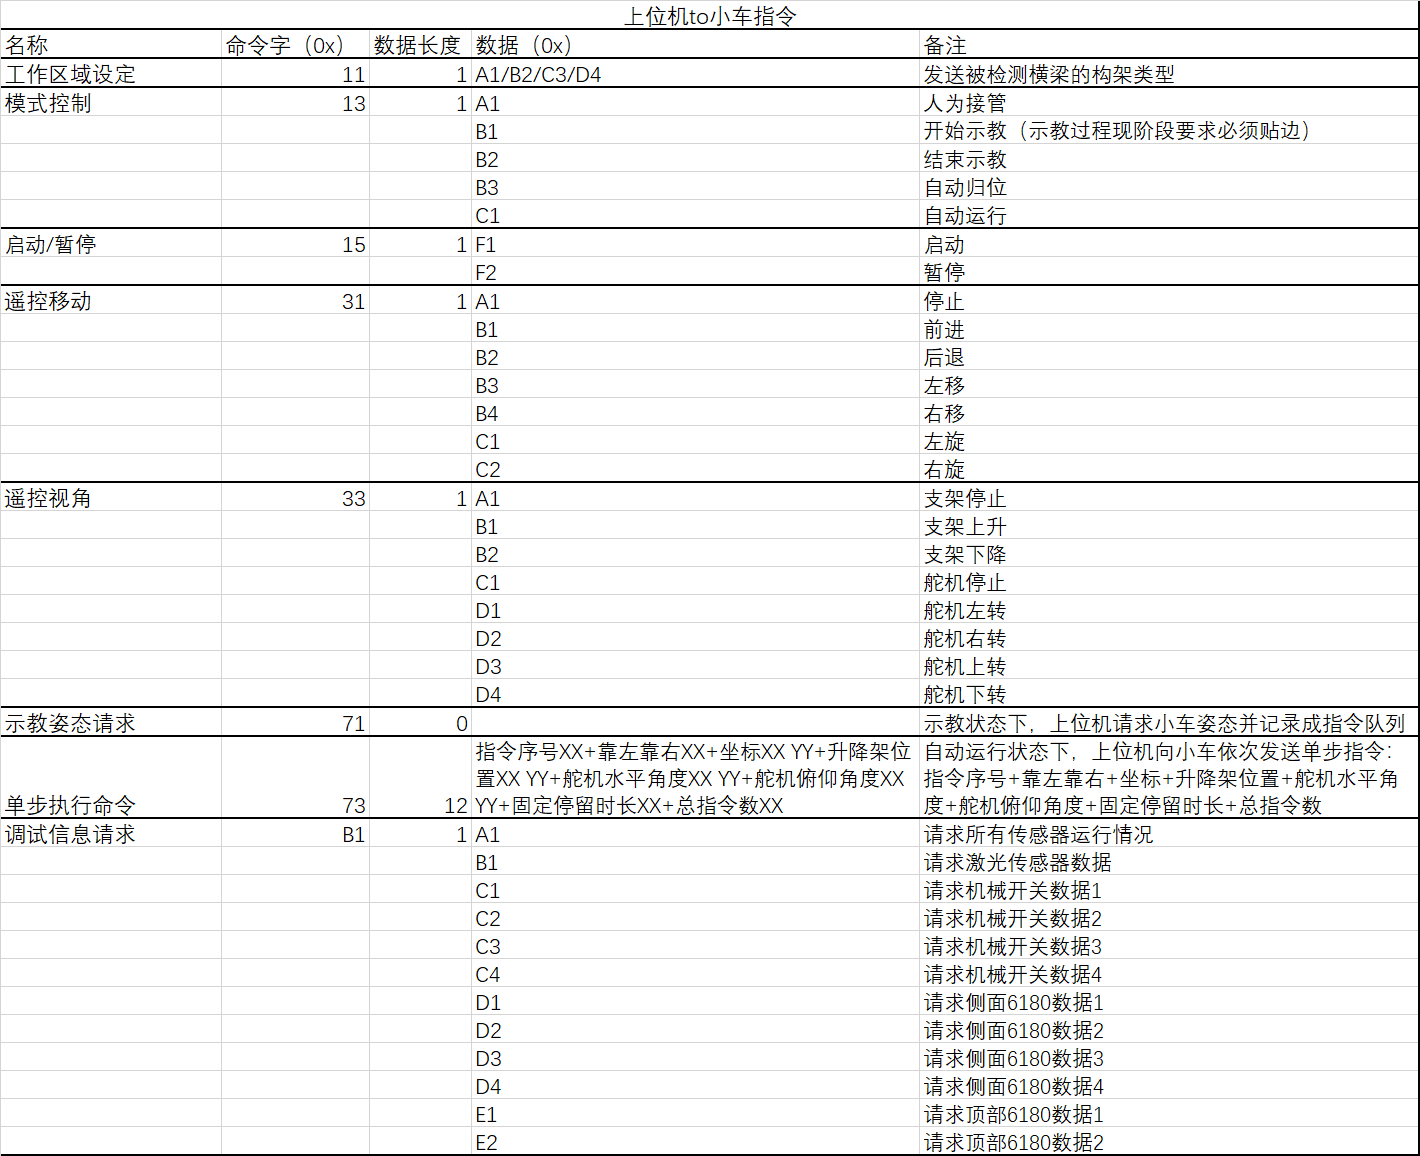 上位机to小车指令
名称 命令字（0x） 数据长度 数据（0x） 备注
工作区域设定 11 1 A1/B2/C3/D4 发送被检测横梁的构架类型
模式控制 13 1 A1 人为接管
B1 开始示教（示教过程现阶段要求必须贴边）
B2 结束示教
B3 自动归位
C1 自动运行
启动/暂停 15 1 F1 启动
F2 暂停
遥控移动 31 1 A1 停止
B1 前进
B2 后退
B3 左移
B4 右移
C1 左旋
C2 右旋
遥控视角 33 1 A1 支架停止
B1 支架上升
B2 支架下降
C1 舵机停止
D1 舵机左转
D2 舵机右转
D3 舵机上转
D4 舵机下转
示教姿态请求 71 0 示教状态下，上位机请求小车姿态并记录成指令队列
指令序号XX+靠左靠右XX+坐标XX YY+升降架位 自动运行状态下，上位机向小车依次发送单步指令：
置XX YY+舵机水平角度XX YY+舵机俯仰角度XX 指令序号+靠左靠右+坐标+升降架位置+舵机水平角
单步执行命令 73 12 YY+固定停留时长XX+总指令数XX 度+舵机俯仰角度+固定停留时长+总指令数
调试信息请求 B1 1 A1 请求所有传感器运行情况
B1 请求激光传感器数据
C1 请求机械开关数据1
C2 请求机械开关数据2
C3 请求机械开关数据3
C4 请求机械开关数据4
D1 请求侧面6180数据1
D2 请求侧面6180数据2
D3 请求侧面6180数据3
D4 请求侧面6180数据4
E1 请求顶部6180数据1
E2 请求顶部6180数据2